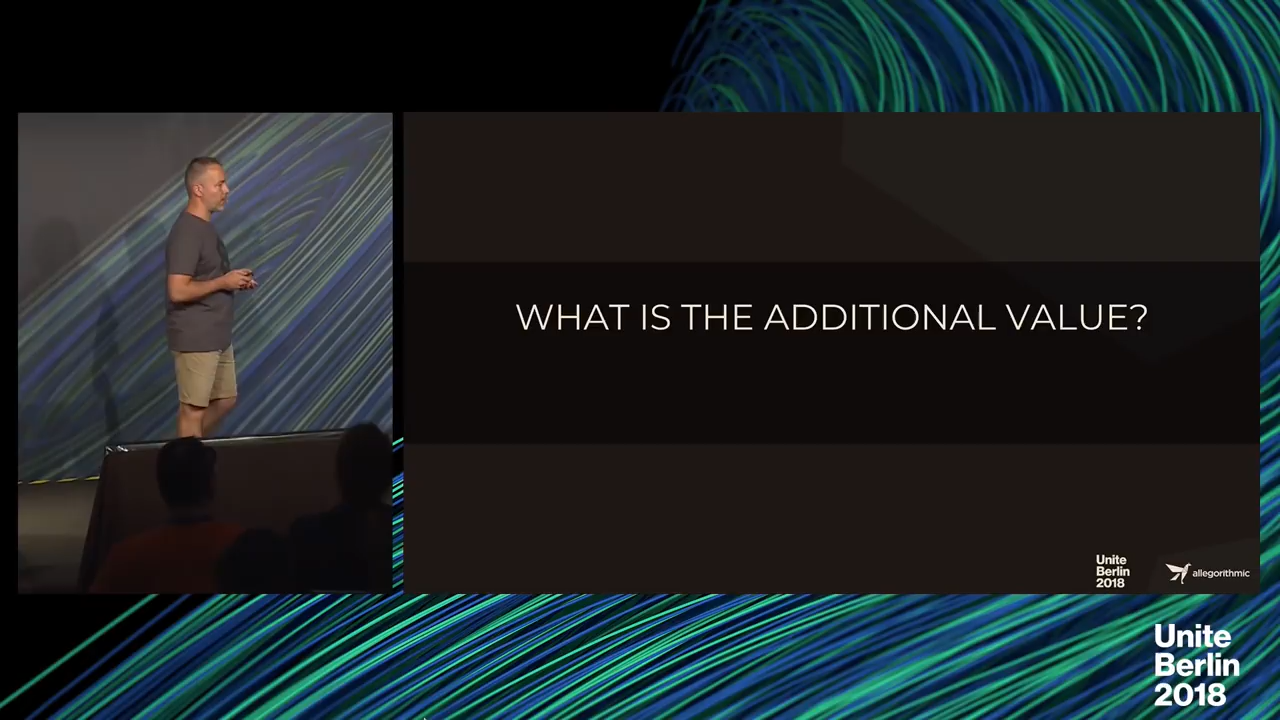 WHAT IS THE ADDITIONAL VALUE?
Unite
Berlin
2018
allegorithmic
Unite
Berlin
2018